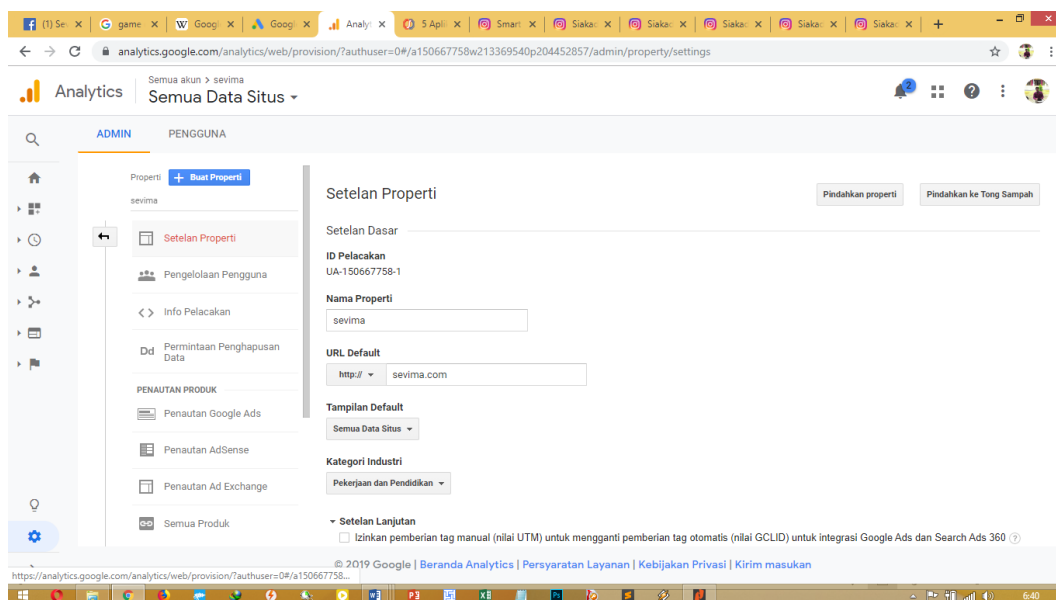 (1) Se
game
Googl
Googl
Analyt
5 Apli
Smart
Siakad
Siakad
Siakad
Siakad
Siakad
analytics.google.com/analytics/web/provision/?authuser=0#/a150667758w213369540p204452857/admin/property/settings
Analytics
Semua akun > sevima
Semua Data Situs
2
ADMIN PENGGUNA
Properti + Buat Properti
sevima
Setelan Properti
Pengelolaan Pengguna
Info Pelacakan
Dd Permintaan Penghapusan
Data
PENAUTAN PRODUK
Penautan Google Ads
Penautan AdSense
Penautan Ad Exchange
Semua Produk
Setelan Properti
Pindahkan properti Pindahkan ke Tong Sampah
Setelan Dasar
ID Pelacakan
UA-150667758-1
Nama Properti
sevima
URL Default
http:// sevima.com
Tampilan Default
Semua Data Situs
Kategori Industri
Pekerjaan dan Pendidikan
Setelan Lanjutan
Izinkan pemberian tag manual (nilai UTM) untuk mengganti pemberian tag otomatis (nilai GCLID) untuk integrasi Google Ads dan Search Ads 360
© 2019 Google | Beranda Analytics | Persyaratan Layanan | Kebijakan Privasi | Kirim masukan
https://analytics.google.com/analytics/web/provision/?authuser=0#/a150667758...
6:40